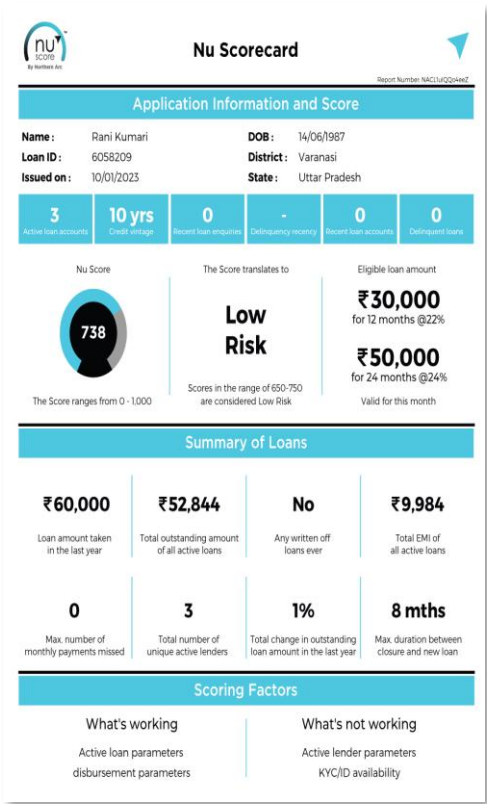 nu
score
By Northern Arc
Nu Scorecard
Application Information and Score
Name : Rani Kumari DOB : 14/06/1987
Loan ID : 6058209 District : Varanasi
Issued on : 10/01/2023 State : Uttar Pradesh
3 10 yrs 0 - 0 0
Active loan accounts Credit vintage Recent loan enquiries Delinquency recency Recent loan accounts Delinquent loans
Nu Score
738
The Score ranges from 0 - 1,000
The Score translates to
Low
Risk
Scores in the range of 650-750
are considered Low Risk
Eligible loan amount
₹30,000
for 12 months @22%
₹50,000
for 24 months @24%
Valid for this month
Summary of Loans
₹60,000
Loan amount taken
in the last year
₹52,844
Total outstanding amount
of all active loans
No
Any written off
loans ever
₹9,984
Total EMI of
all active loans
0
Max. number of
monthly payments missed
3
Total number of
unique active lenders
1%
Total change in outstanding
loan amount in the last year
8 mths
Max. duration between
closure and new loan
Scoring Factors
What's working
Active loan parameters
disbursement parameters
What's not working
Active lender parameters
KYC/ID availability